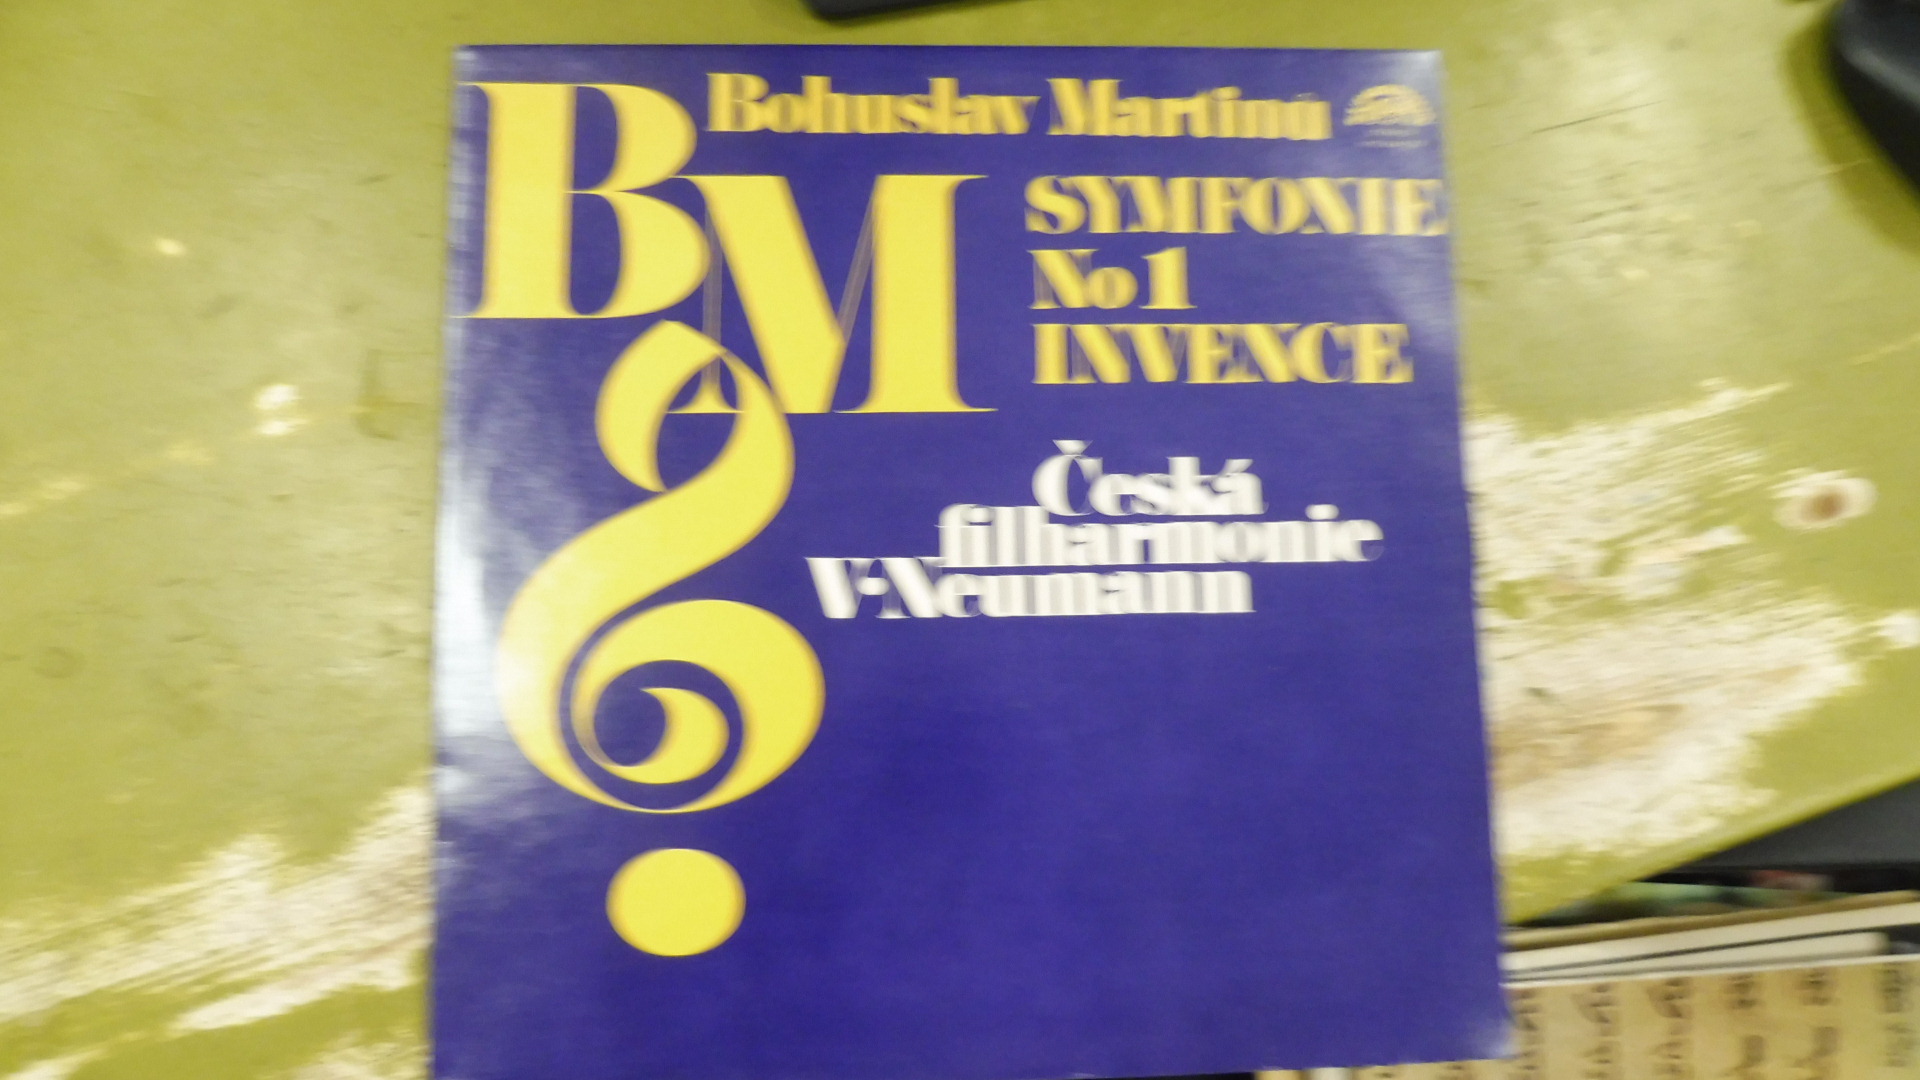 BM
Bohuslav Martinů
SYMFONIE
No 1
INVENCE
Česká
filharmonie
V·Neumann